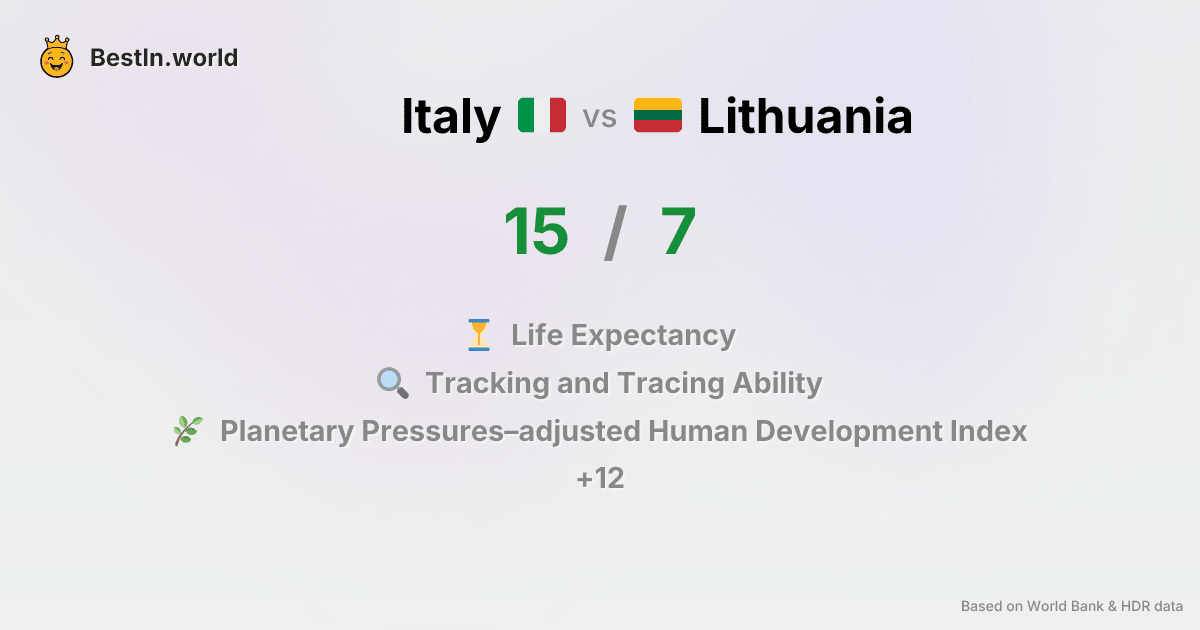 BestIn.world
Italy vs Lithuania
15 / 7
Life Expectancy
Tracking and Tracing Ability
Planetary Pressures–adjusted Human Development Index
+12
Based on World Bank & HDR data